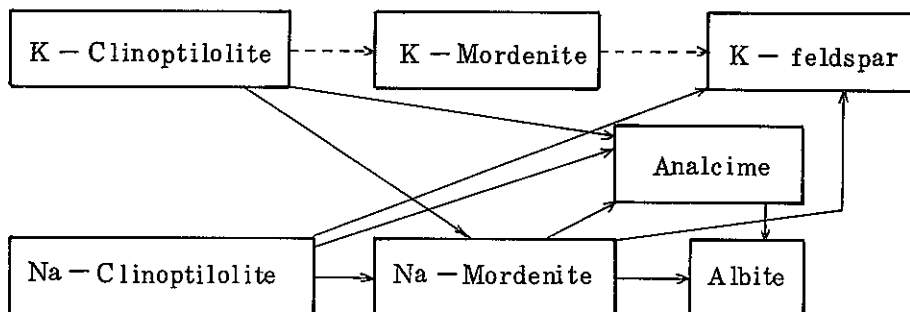 K - Clinoptilolite
K - Mordenite
K - feldspar
Analcime
Na - Clinoptilolite
Na - Mordenite
Albite